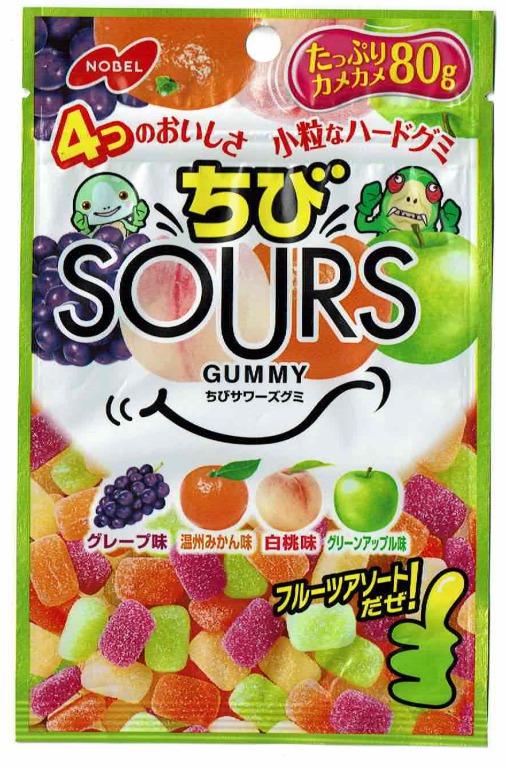 NOBEL
たっぷり
カメカメ80g
4つのおいしさ 小粒なハードグミ
ちび
SOURS
GUMMY
ちびサワーズグミ
グレープ味 温州みかん味 白桃味 グリーンアップル味
フルーツアソート
だぜ!